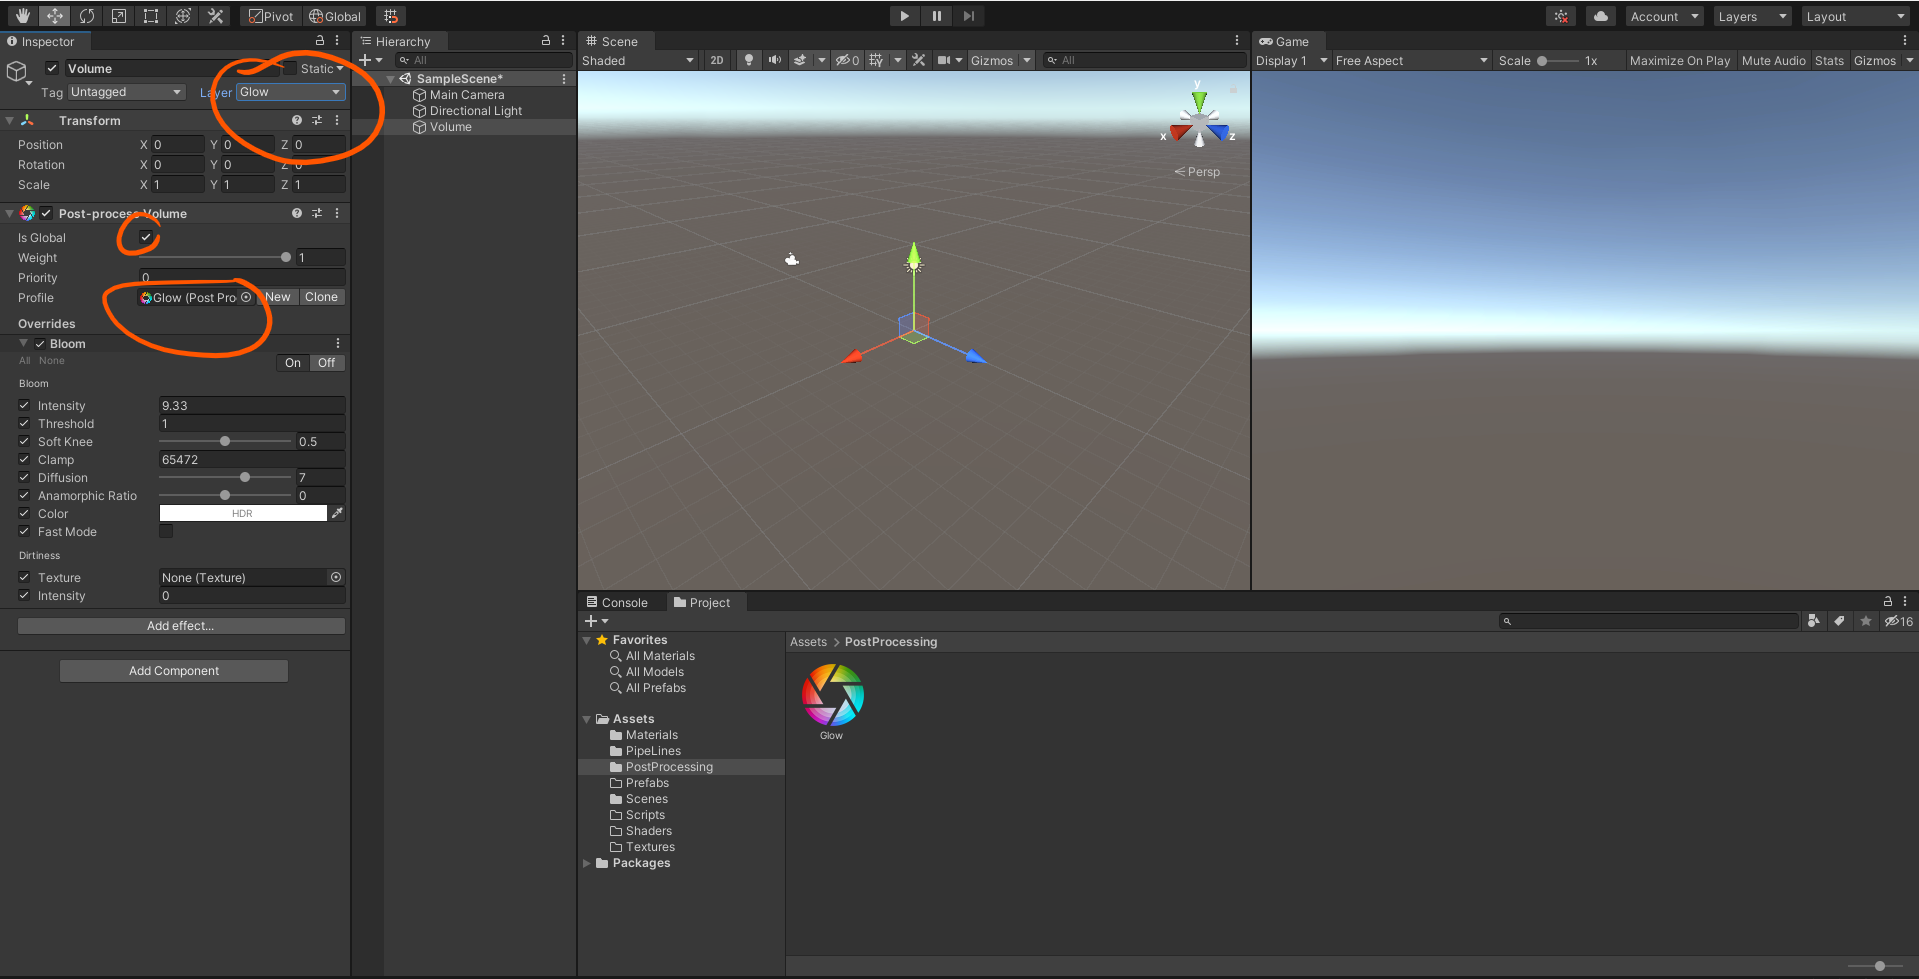 Pivot Global Account Layers Layout
Inspector
Volume Static
Tag Untagged Layer Glow
Transform
Position X 0 Y 0 Z 0
Rotation X 0 Y 0 Z 0
Scale X 1 Y 1 Z 1
Post-process Volume
Is Global
Weight 1
Priority 0
Profile Glow (Post Pro New Clone
Overrides
Bloom
All None On Off
Bloom
Intensity 9.33
Threshold 1
Soft Knee 0.5
Clamp 65472
Diffusion 7
Anamorphic Ratio 0
Color HDR
Fast Mode
Dirtiness
Texture None (Texture)
Intensity 0
Add effect...
Add Component
Hierarchy
All
SampleScene*
Main Camera
Directional Light
Volume
Scene
Shaded 2D 0 Gizmos All
y
x z
Persp
Game
Display 1 Free Aspect Scale 1x Maximize On Play Mute Audio Stats Gizmos
Console Project
16
Favorites
All Materials
All Models
All Prefabs
Assets
Materials
PipeLines
PostProcessing
Prefabs
Scenes
Scripts
Shaders
Textures
Packages
Assets > PostProcessing
Glow